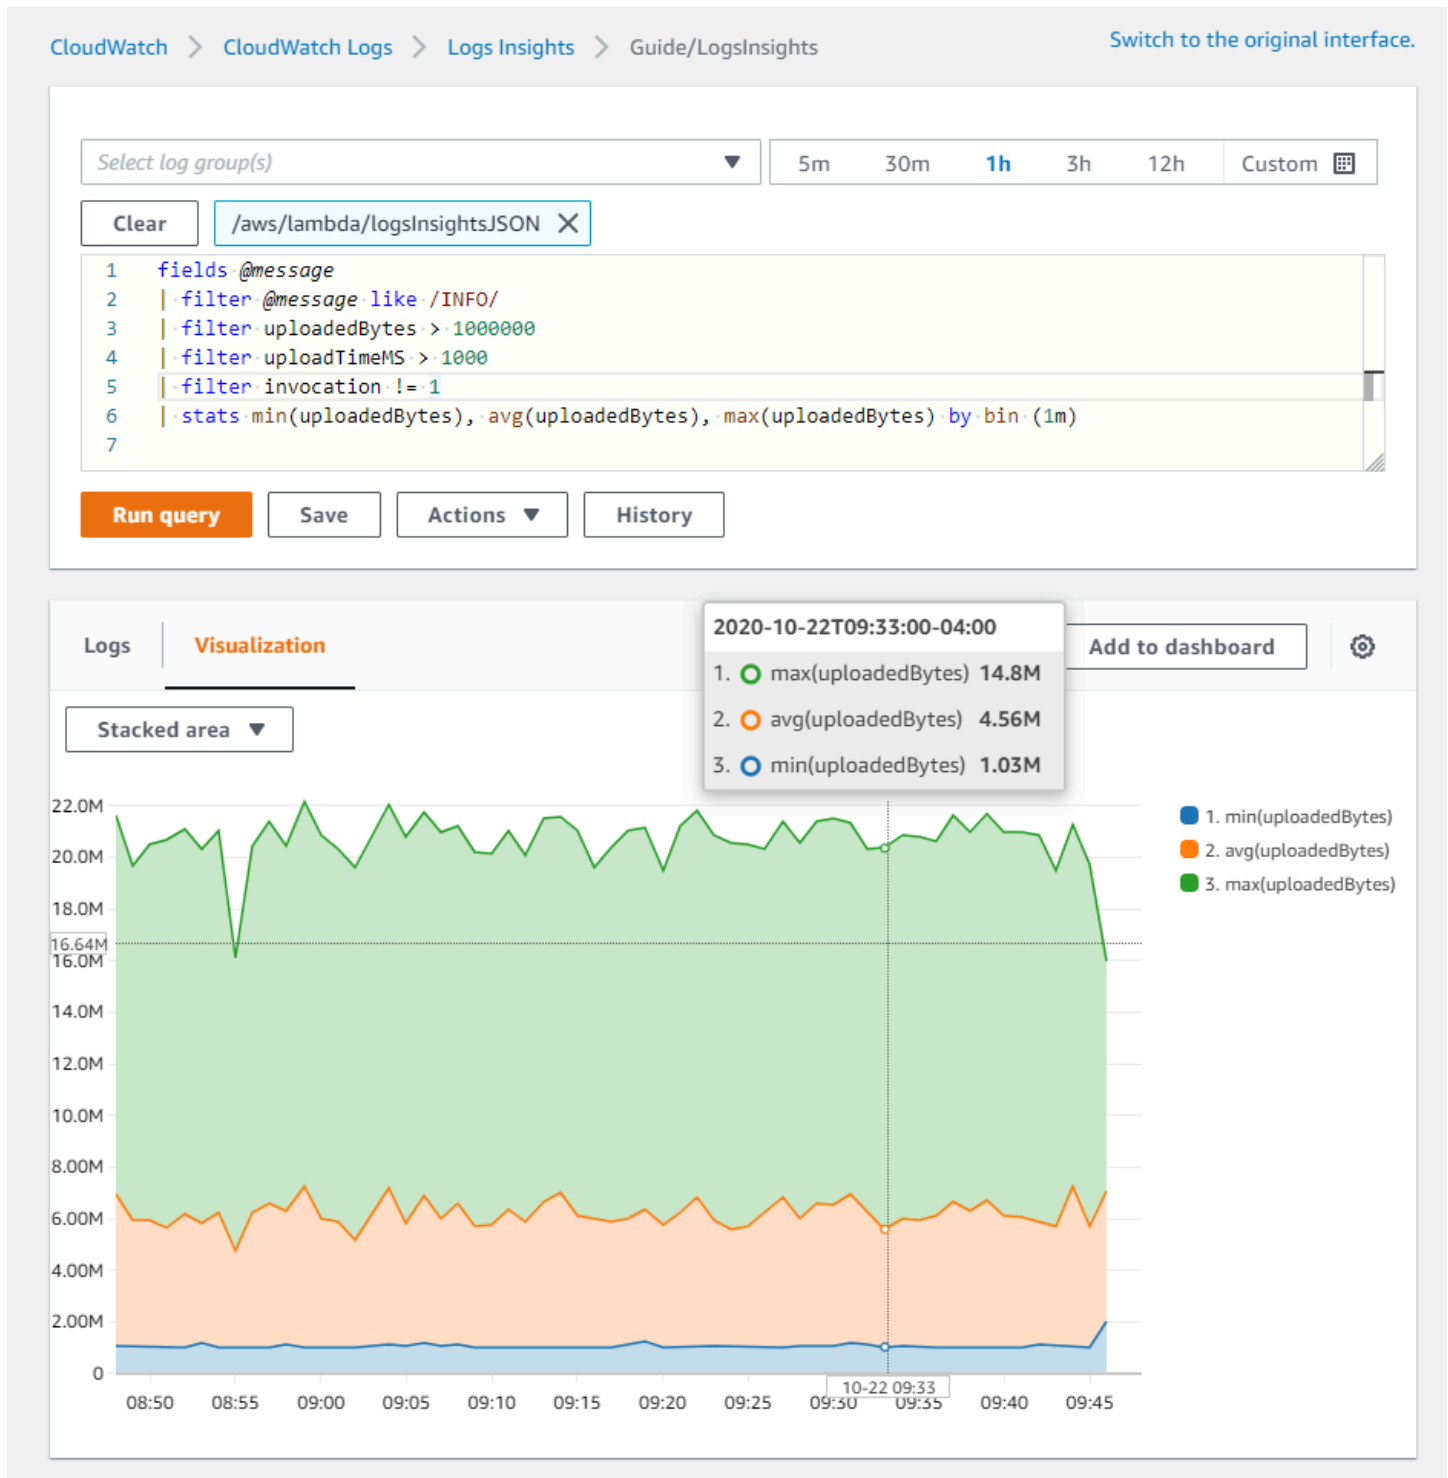 CloudWatch > CloudWatch Logs > Logs Insights > Guide/LogsInsights
Switch to the original interface.
Select log group(s)
5m 30m 1h 3h 12h Custom
Clear
/aws/lambda/logsInsightsJSON
1 fields @message
2 | filter @message like /INFO/
3 | filter uploadedBytes > 1000000
4 | filter uploadTimeMS > 1000
5 | filter invocation != 1
6 | stats min(uploadedBytes), avg(uploadedBytes), max(uploadedBytes) by bin (1m)
7
Run query Save Actions History
Logs Visualization
Add to dashboard
2020-10-22T09:33:00-04:00
1. max(uploadedBytes) 14.8M
2. avg(uploadedBytes) 4.56M
3. min(uploadedBytes) 1.03M
Stacked area
22.0M
20.0M
18.0M
16.64M
16.0M
14.0M
12.0M
10.0M
8.00M
6.00M
4.00M
2.00M
0
1. min(uploadedBytes)
2. avg(uploadedBytes)
3. max(uploadedBytes)
10-22 09:33
08:50 08:55 09:00 09:05 09:10 09:15 09:20 09:25 09:30 09:35 09:40 09:45